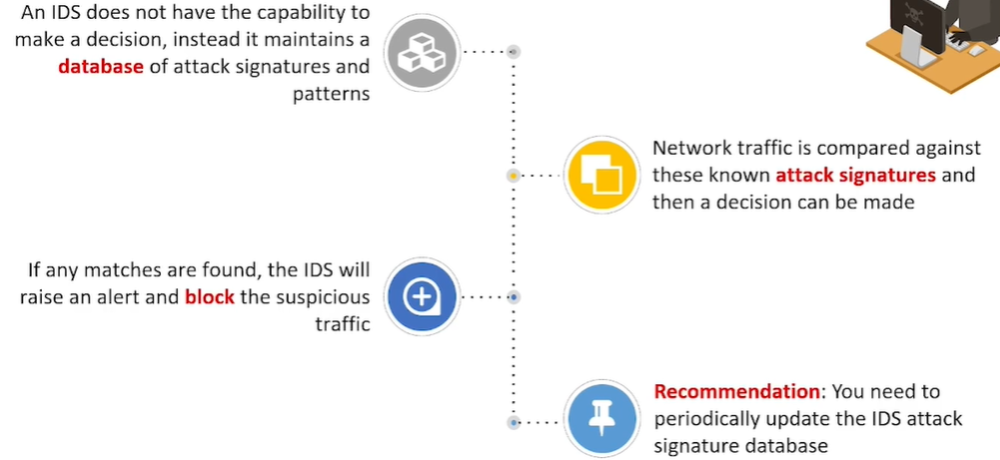 An IDS does not have the capability to
make a decision, instead it maintains a
database of attack signatures and
patterns
Network traffic is compared against
these known attack signatures and
then a decision can be made
If any matches are found, the IDS will
raise an alert and block the suspicious
traffic
Recommendation: You need to
periodically update the IDS attack
signature database